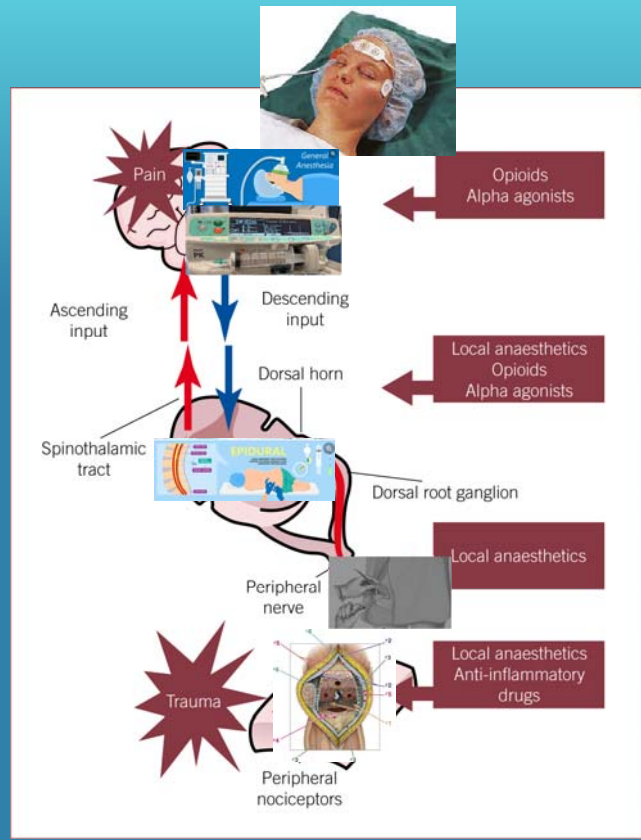 Pain
General
Anesthesia
PK
Opioids
Alpha agonists
Ascending
input
Descending
input
Local anaesthetics
Opioids
Alpha agonists
Dorsal horn
Spinothalamic
tract
EPIDURAL
Dorsal root ganglion
Local anaesthetics
Peripheral
nerve
Trauma
Local anaesthetics
Anti-inflammatory
drugs
Peripheral
nociceptors